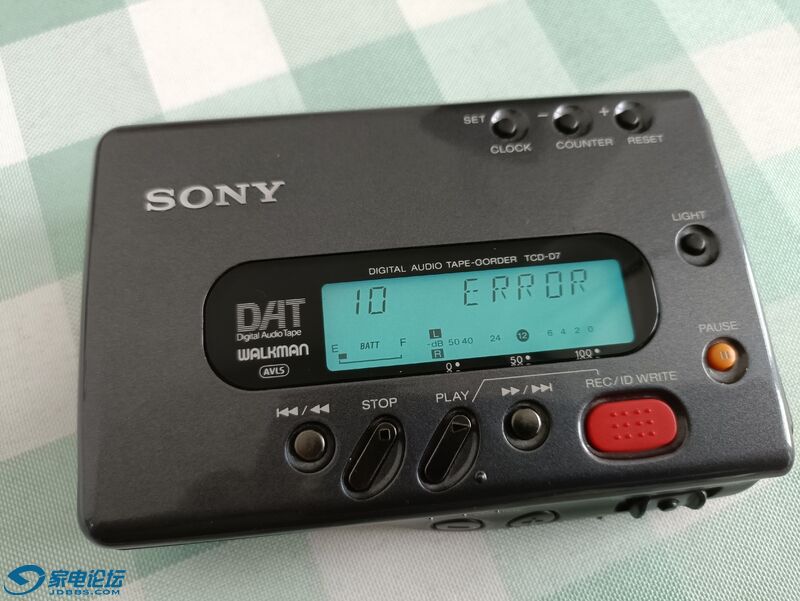 SET
- +
CLOCK
COUNTER
RESET
SONY
LIGHT
DIGITAL AUDIO TAPE-CORDER TCD-D7
DAT
Digital Audio Tape
WALKMAN
AVLS
10 ERROR
E BATT F
L
-dB 50 40 24 12 6 4 2 0
R
0 50 100
PAUSE
STOP
PLAY
REC/ID WRITE
家电论坛
JDBBS.COM